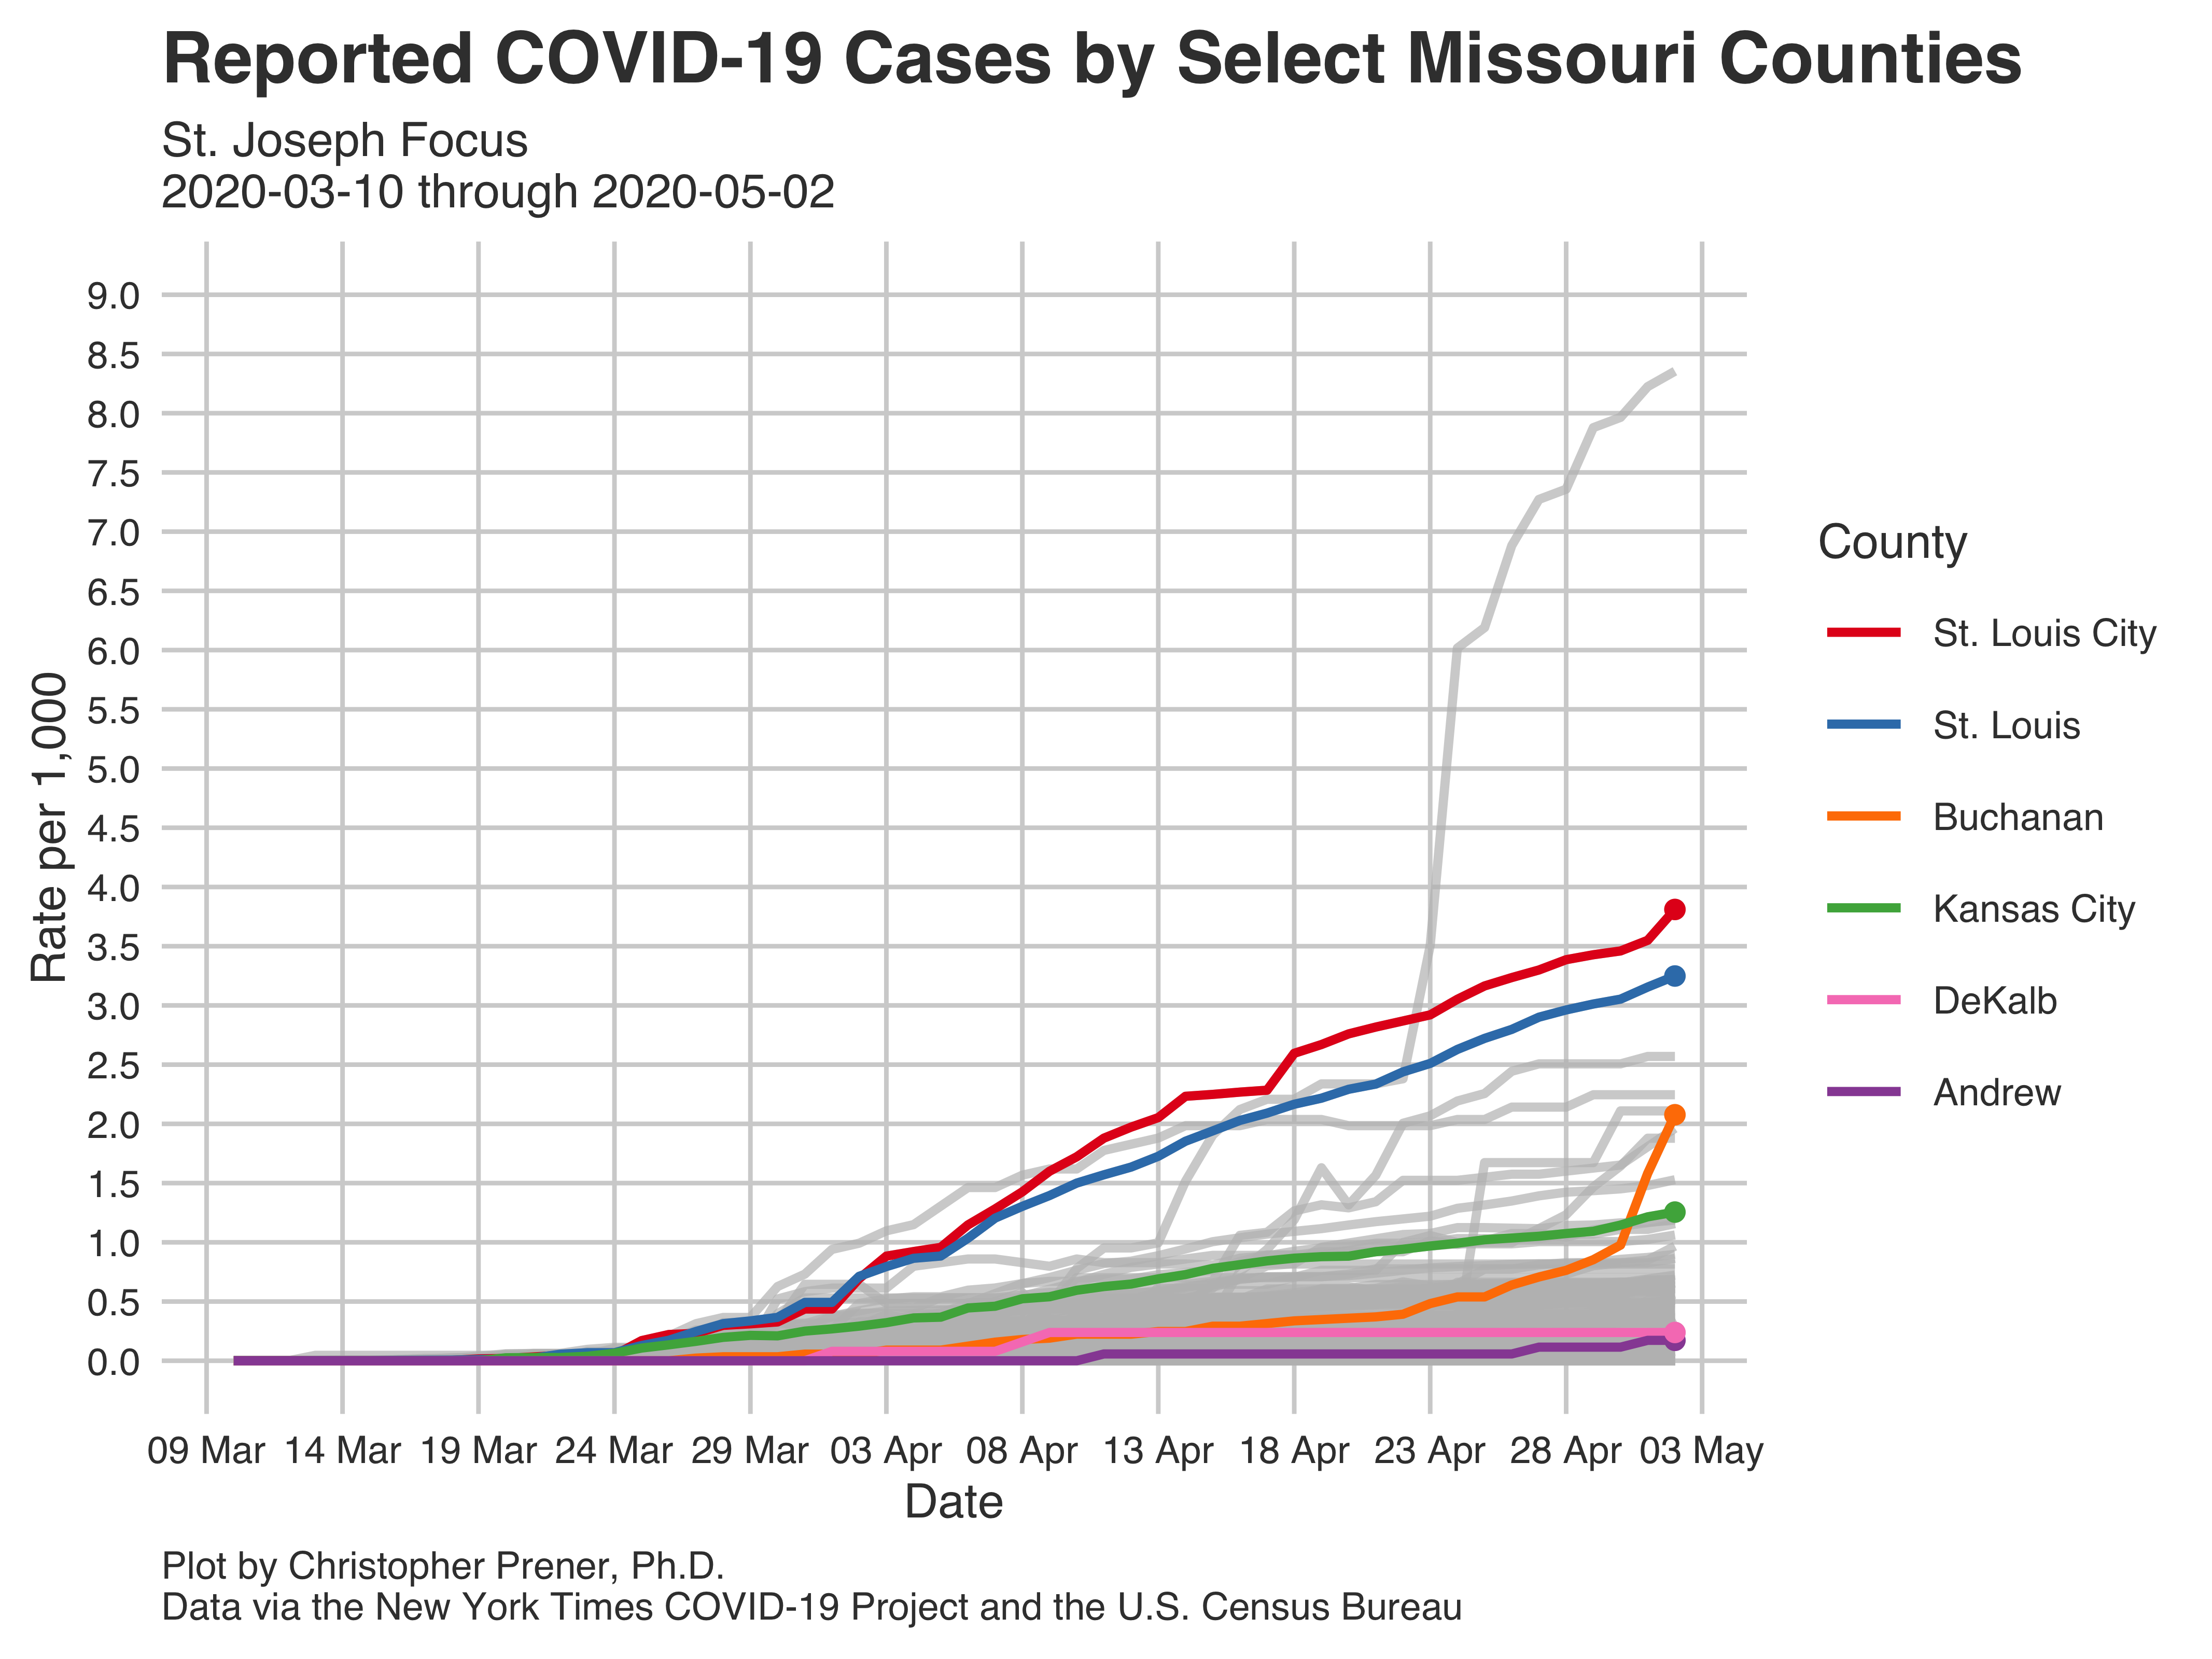 Reported COVID-19 Cases by Select Missouri Counties
St. Joseph Focus
2020-03-10 through 2020-05-02
Rate per 1,000
9.0
8.5
8.0
7.5
7.0
6.5
6.0
5.5
5.0
4.5
4.0
3.5
3.0
2.5
2.0
1.5
1.0
0.5
0.0
09 Mar 14 Mar 19 Mar 24 Mar 29 Mar 03 Apr 08 Apr 13 Apr 18 Apr 23 Apr 28 Apr 03 May
Date
County
St. Louis City
St. Louis
Buchanan
Kansas City
DeKalb
Andrew
Plot by Christopher Prener, Ph.D.
Data via the New York Times COVID-19 Project and the U.S. Census Bureau